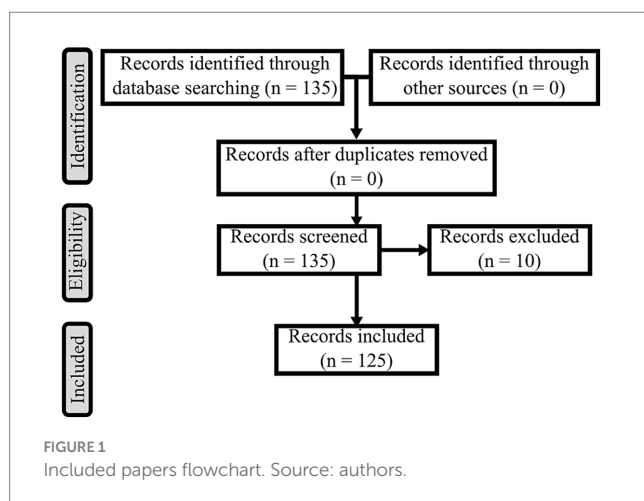 Identification
Records identified through
database searching (n = 135)
Records identified through
other sources (n = 0)
Records after duplicates removed
(n = 0)
Eligibility
Records screened
(n = 135)
Records excluded
(n = 10)
Included
Records included
(n = 125)
FIGURE 1
Included papers flowchart. Source: authors.